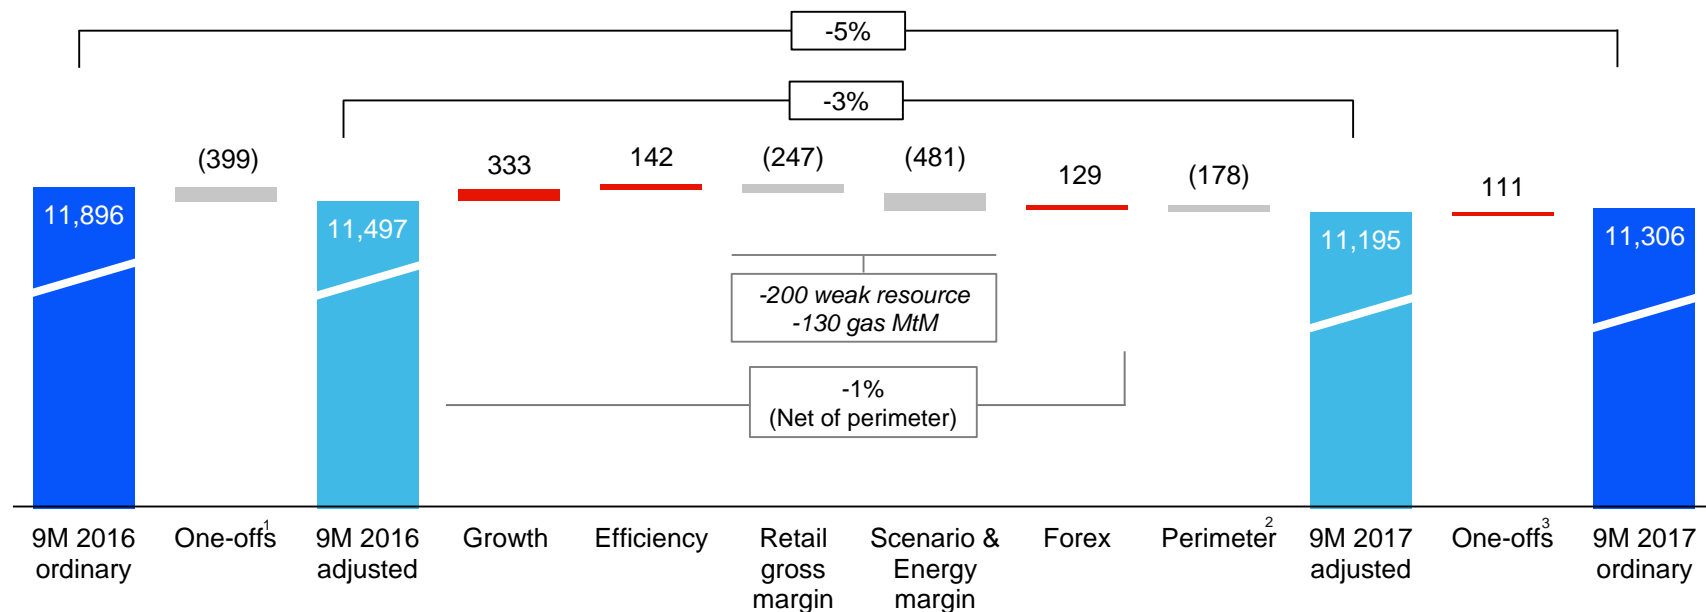 -5%
-3%
(399)
333
142
(247)
(481)
129
(178)
111
11,896
11,497
11,195
11,306
-200 weak resource
-130 gas MtM
-1%
(Net of perimeter)
9M 2016
ordinary
One-offs1
9M 2016
adjusted
Growth
Efficiency
Retail
gross
margin
Scenario &
Energy
margin
Forex
Perimeter2
9M 2017
adjusted
One-offs3
9M 2017
ordinary